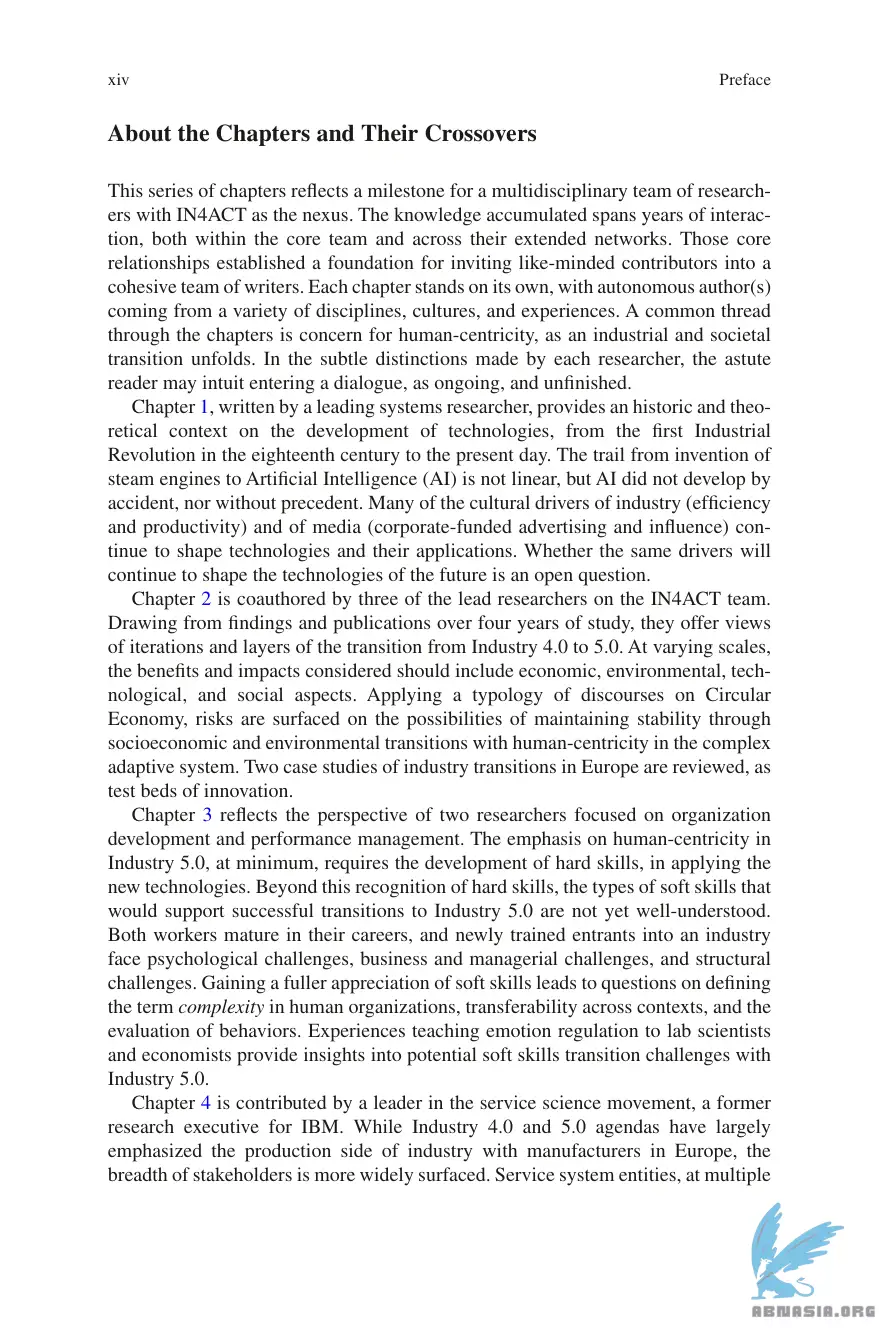 xiv Preface
About the Chapters and Their Crossovers
This series of chapters reflects a milestone for a multidisciplinary team of research-
ers with IN4ACT as the nexus. The knowledge accumulated spans years of interac-
tion, both within the core team and across their extended networks. Those core
relationships established a foundation for inviting like-minded contributors into a
cohesive team of writers. Each chapter stands on its own, with autonomous author(s)
coming from a variety of disciplines, cultures, and experiences. A common thread
through the chapters is concern for human-centricity, as an industrial and societal
transition unfolds. In the subtle distinctions made by each researcher, the astute
reader may intuit entering a dialogue, as ongoing, and unfinished.
Chapter 1, written by a leading systems researcher, provides an historic and theo-
retical context on the development of technologies, from the first Industrial
Revolution in the eighteenth century to the present day. The trail from invention of
steam engines to Artificial Intelligence (AI) is not linear, but AI did not develop by
accident, nor without precedent. Many of the cultural drivers of industry (efficiency
and productivity) and of media (corporate-funded advertising and influence) con-
tinue to shape technologies and their applications. Whether the same drivers will
continue to shape the technologies of the future is an open question.
Chapter 2 is coauthored by three of the lead researchers on the IN4ACT team.
Drawing from findings and publications over four years of study, they offer views
of iterations and layers of the transition from Industry 4.0 to 5.0. At varying scales,
the benefits and impacts considered should include economic, environmental, tech-
nological, and social aspects. Applying a typology of discourses on Circular
Economy, risks are surfaced on the possibilities of maintaining stability through
socioeconomic and environmental transitions with human-centricity in the complex
adaptive system. Two case studies of industry transitions in Europe are reviewed, as
test beds of innovation.
Chapter 3 reflects the perspective of two researchers focused on organization
development and performance management. The emphasis on human-centricity in
Industry 5.0, at minimum, requires the development of hard skills, in applying the
new technologies. Beyond this recognition of hard skills, the types of soft skills that
would support successful transitions to Industry 5.0 are not yet well-understood.
Both workers mature in their careers, and newly trained entrants into an industry
face psychological challenges, business and managerial challenges, and structural
challenges. Gaining a fuller appreciation of soft skills leads to questions on defining
the term complexity in human organizations, transferability across contexts, and the
evaluation of behaviors. Experiences teaching emotion regulation to lab scientists
and economists provide insights into potential soft skills transition challenges with
Industry 5.0.
Chapter 4 is contributed by a leader in the service science movement, a former
research executive for IBM. While Industry 4.0 and 5.0 agendas have largely
emphasized the production side of industry with manufacturers in Europe, the
breadth of stakeholders is more widely surfaced. Service system entities, at multiple
ABNASIA.ORG